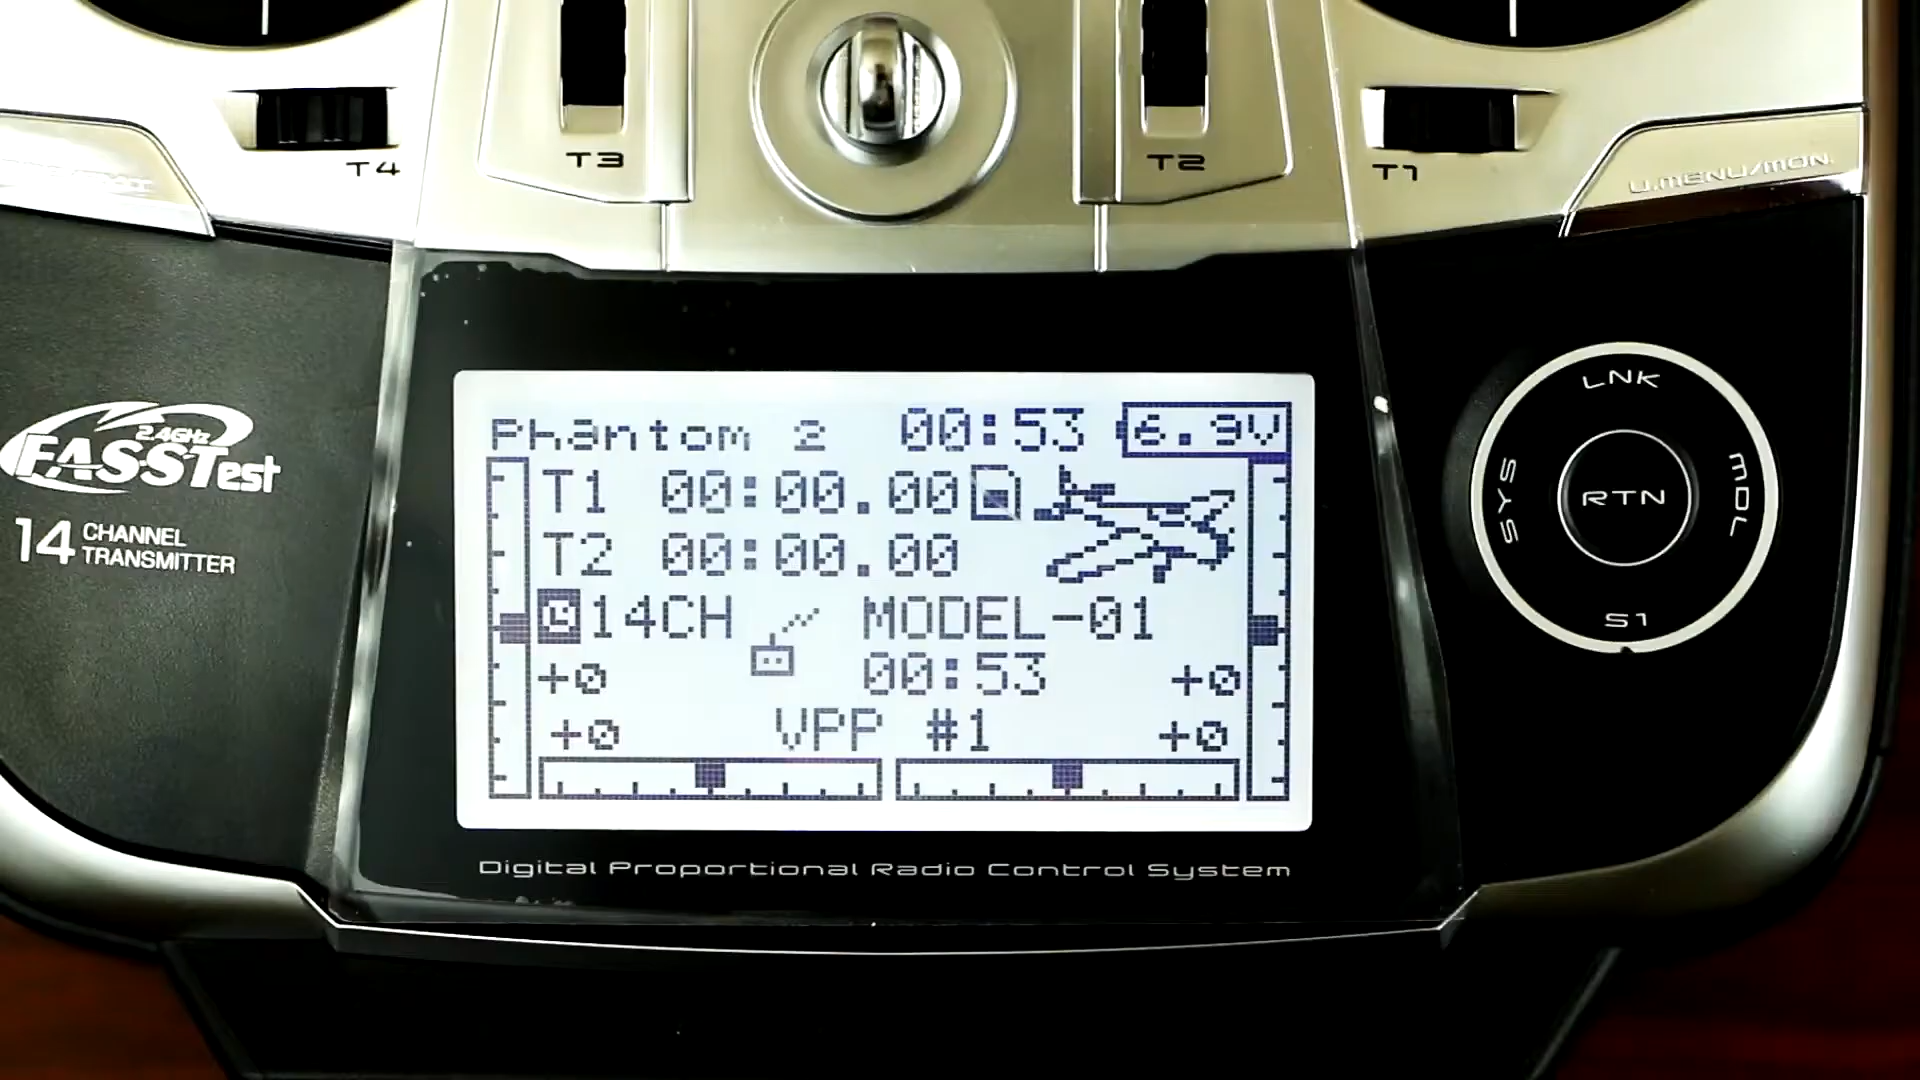 T4
T3
T2
T1
U.MENU/MON.
2.4GHz
FASSTest
14 CHANNEL
TRANSMITTER
Phantom 2 00:53 6.9V
T1 00:00.00
T2 00:00.00
14CH MODEL-01
+0 00:53 +0
+0 VPP #1 +0
LNK
SYS
RTN
MDL
S1
Digital Proportional Radio Control System